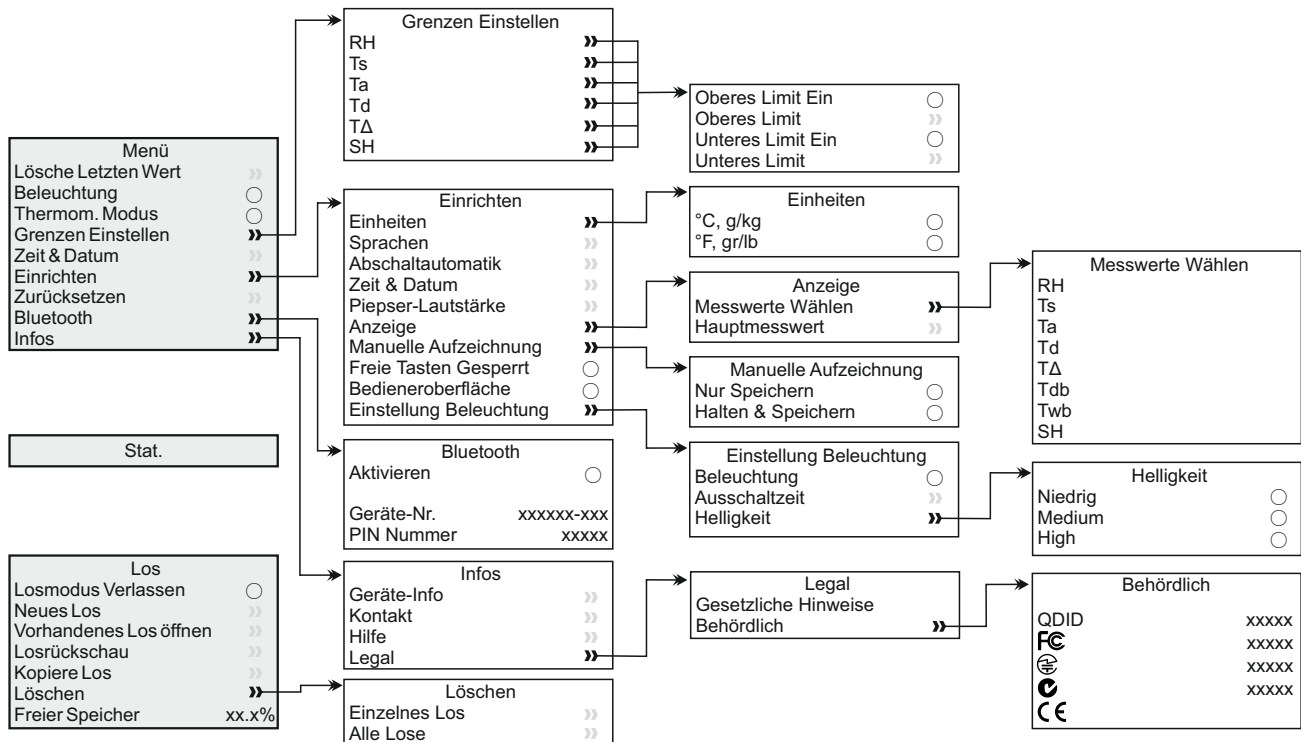 Menü
Lösche Letzten Wert »
Beleuchtung
Thermom. Modus
Grenzen Einstellen »
Zeit & Datum »
Einrichten »
Zurücksetzen »
Bluetooth »
Infos »
Stat.
Los
Losmodus Verlassen
Neues Los »
Vorhandenes Los öffnen »
Losrückschau »
Kopiere Los »
Löschen »
Freier Speicher xx.x%
Grenzen Einstellen
RH »
Ts »
Ta »
Td »
TΔ »
SH »
Oberes Limit Ein
Oberes Limit »
Unteres Limit Ein
Unteres Limit »
Einrichten
Einheiten »
Sprachen »
Abschaltautomatik »
Zeit & Datum »
Piepser-Lautstärke »
Anzeige »
Manuelle Aufzeichnung »
Freie Tasten Gesperrt
Bedieneroberfläche
Einstellung Beleuchtung »
Einheiten
°C, g/kg
°F, gr/lb
Anzeige
Messwerte Wählen »
Hauptmesswert »
Messwerte Wählen
RH
Ts
Ta
Td
TΔ
Tdb
Twb
SH
Manuelle Aufzeichnung
Nur Speichern
Halten & Speichern
Einstellung Beleuchtung
Beleuchtung
Ausschaltzeit »
Helligkeit »
Helligkeit
Niedrig
Medium
High
Bluetooth
Aktivieren
Geräte-Nr. xxxxxx-xxx
PIN Nummer xxxxx
Infos
Geräte-Info »
Kontakt »
Hilfe »
Legal »
Legal
Gesetzliche Hinweise
Behördlich »
Behördlich
QDID xxxxx
FC xxxxx
xxxxx
xxxxx
CE
Löschen
Einzelnes Los »
Alle Lose »